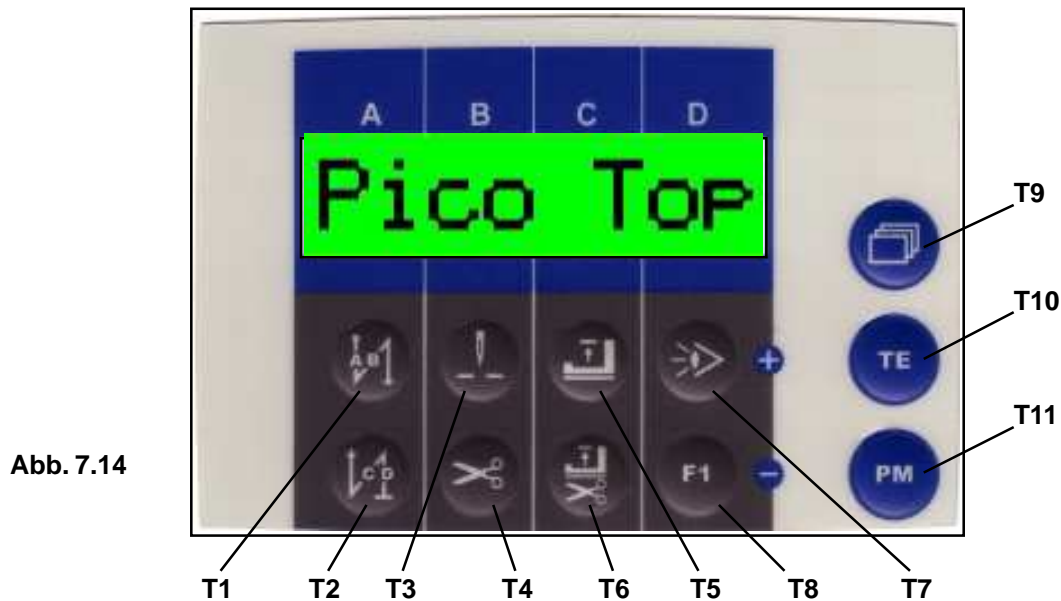 A B C D
Pico Top
T9
T10
A B
+
TE
T11
Abb. 7.14
C D
F1
-
PM
T1 T2 T3 T4 T6 T5 T8 T7